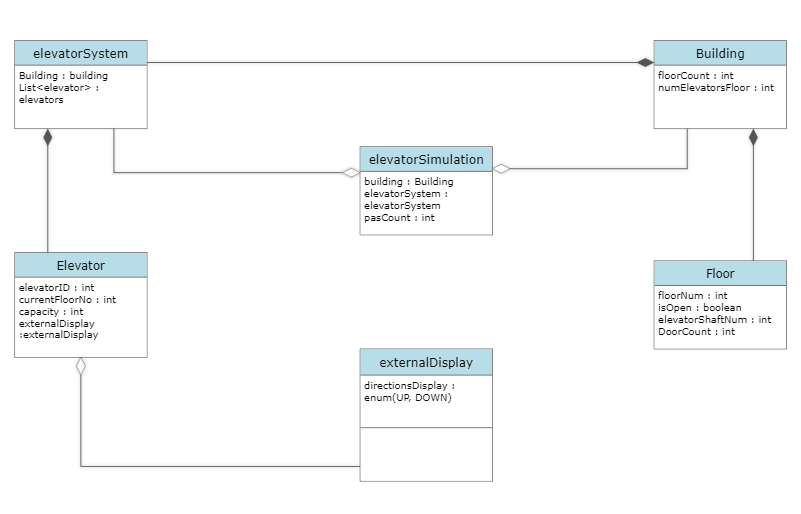 elevatorSystem
Building : building
List<elevator> :
elevators
Building
floorCount : int
numElevatorsFloor : int
elevatorSimulation
building : Building
elevatorSystem :
elevatorSystem
pasCount : int
Elevator
elevatorID : int
currentFloorNo : int
capacity : int
externalDisplay
:externalDisplay
Floor
floorNum : int
isOpen : boolean
elevatorShaftNum : int
DoorCount : int
externalDisplay
directionsDisplay :
enum(UP, DOWN)